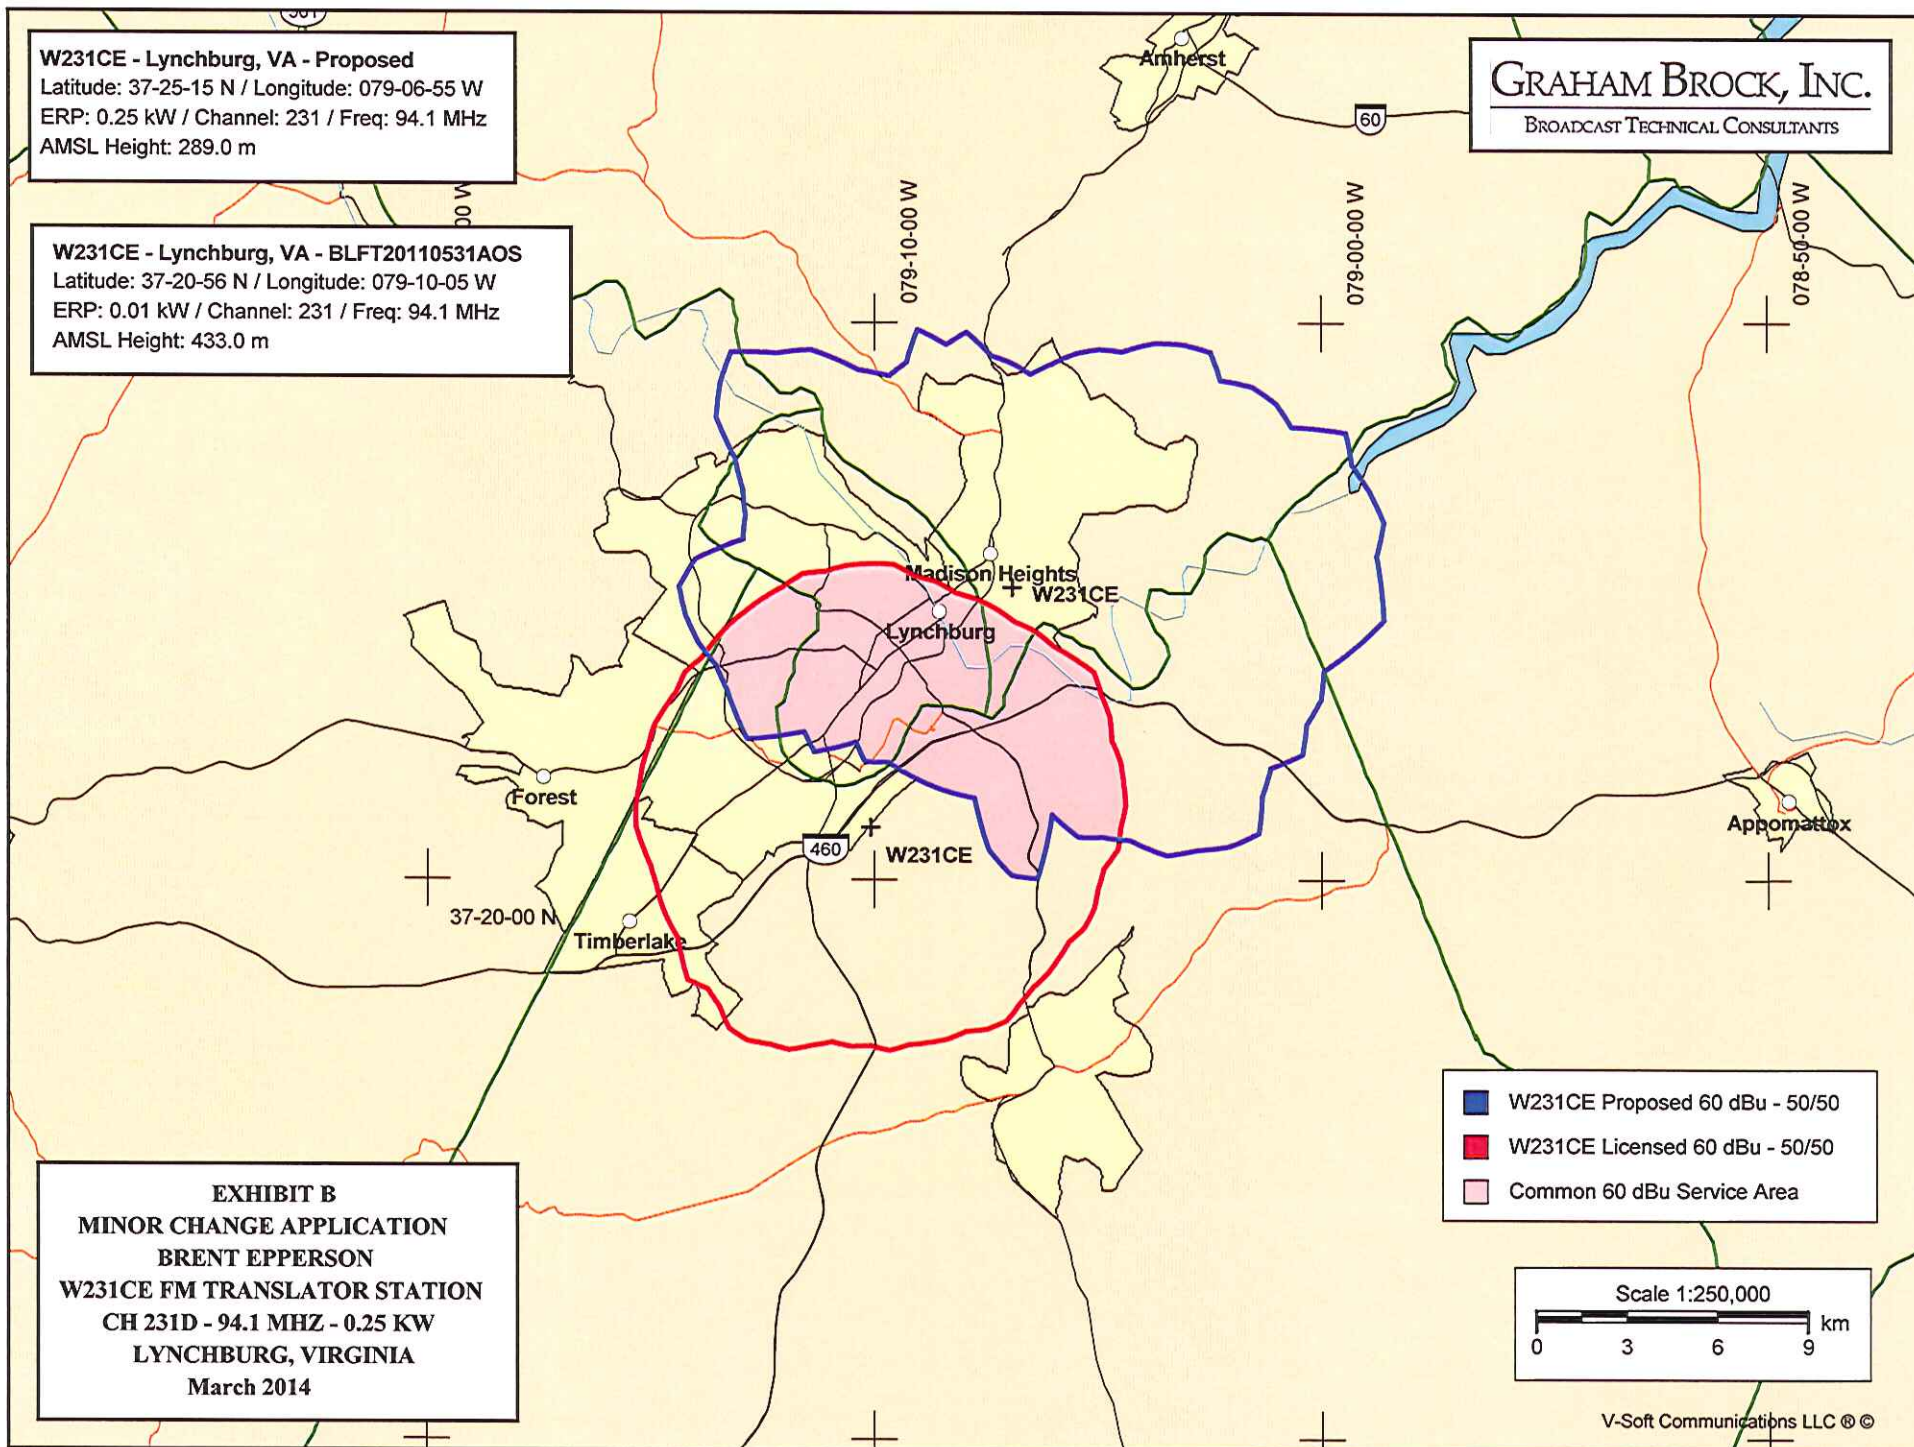 W231CE - Lynchburg, VA - Proposed
Latitude: 37-25-15 N / Longitude: 079-06-55 W
ERP: 0.25 kW / Channel: 231 / Freq: 94.1 MHz
AMSL Height: 289.0 m
W231CE - Lynchburg, VA - BLFT20110531AOS
Latitude: 37-20-56 N / Longitude: 079-10-05 W
ERP: 0.01 kW / Channel: 231 / Freq: 94.1 MHz
AMSL Height: 433.0 m
GRAHAM BROCK, INC.
BROADCAST TECHNICAL CONSULTANTS
Amherst
60
00 W
079-10-00 W
079-00-00 W
078-50-00 W
Madison Heights
W231CE
Lynchburg
Forest
Appomattox
460
W231CE
37-20-00 N
Timberlake
W231CE Proposed 60 dBu - 50/50
W231CE Licensed 60 dBu - 50/50
Common 60 dBu Service Area
EXHIBIT B
MINOR CHANGE APPLICATION
BRENT EPPERSON
W231CE FM TRANSLATOR STATION
CH 231D - 94.1 MHZ - 0.25 KW
LYNCHBURG, VIRGINIA
March 2014
Scale 1:250,000
km
0 3 6 9
V-Soft Communications LLC ® ©